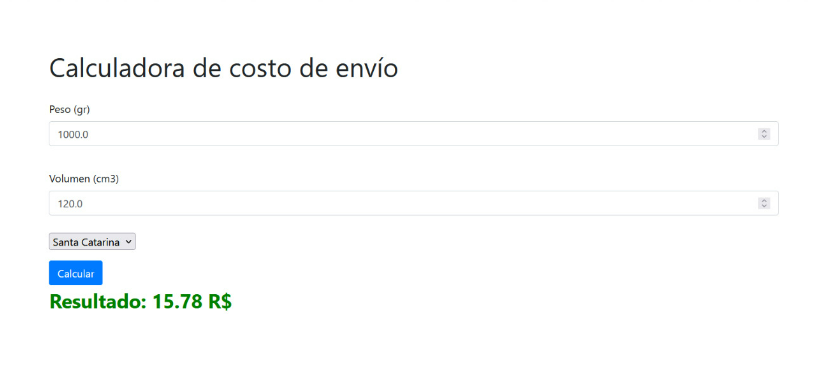 Calculadora de costo de envío
Peso (gr)
1000.0
Volumen (cm3)
120.0
Santa Catarina
Calcular
Resultado: 15.78 R$